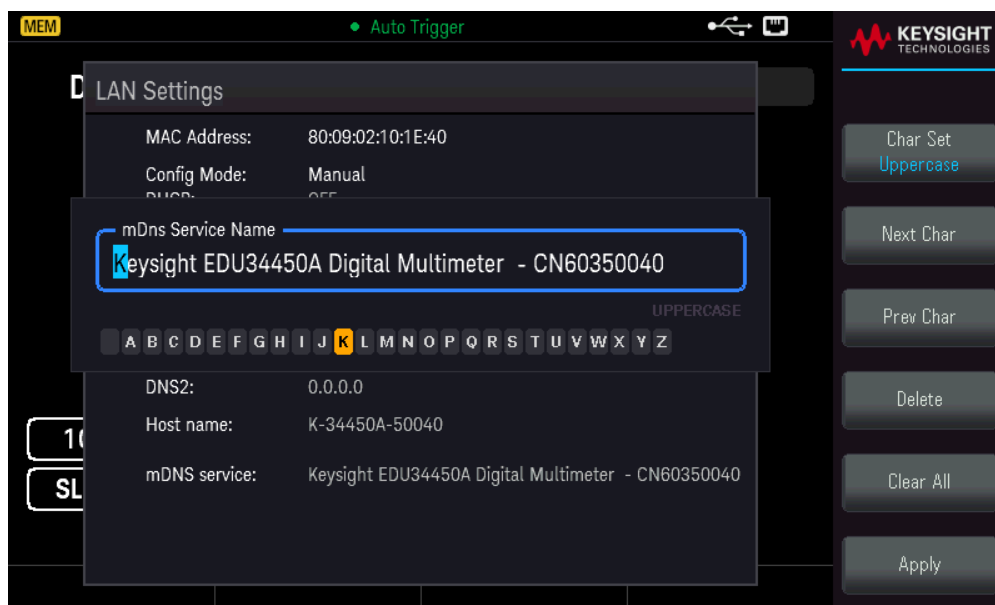 MEM
Auto Trigger
KEYSIGHT
TECHNOLOGIES
D
LAN Settings
MAC Address: 80:09:02:10:1E:40
Config Mode: Manual
mDns Service Name
Keysight EDU34450A Digital Multimeter - CN60350040
UPPERCASE
A B C D E F G H I J K L M N O P Q R S T U V W X Y Z
DNS2: 0.0.0.0
Host name: K-34450A-50040
mDNS service: Keysight EDU34450A Digital Multimeter - CN60350040
10
SL
Char Set
Uppercase
Next Char
Prev Char
Delete
Clear All
Apply